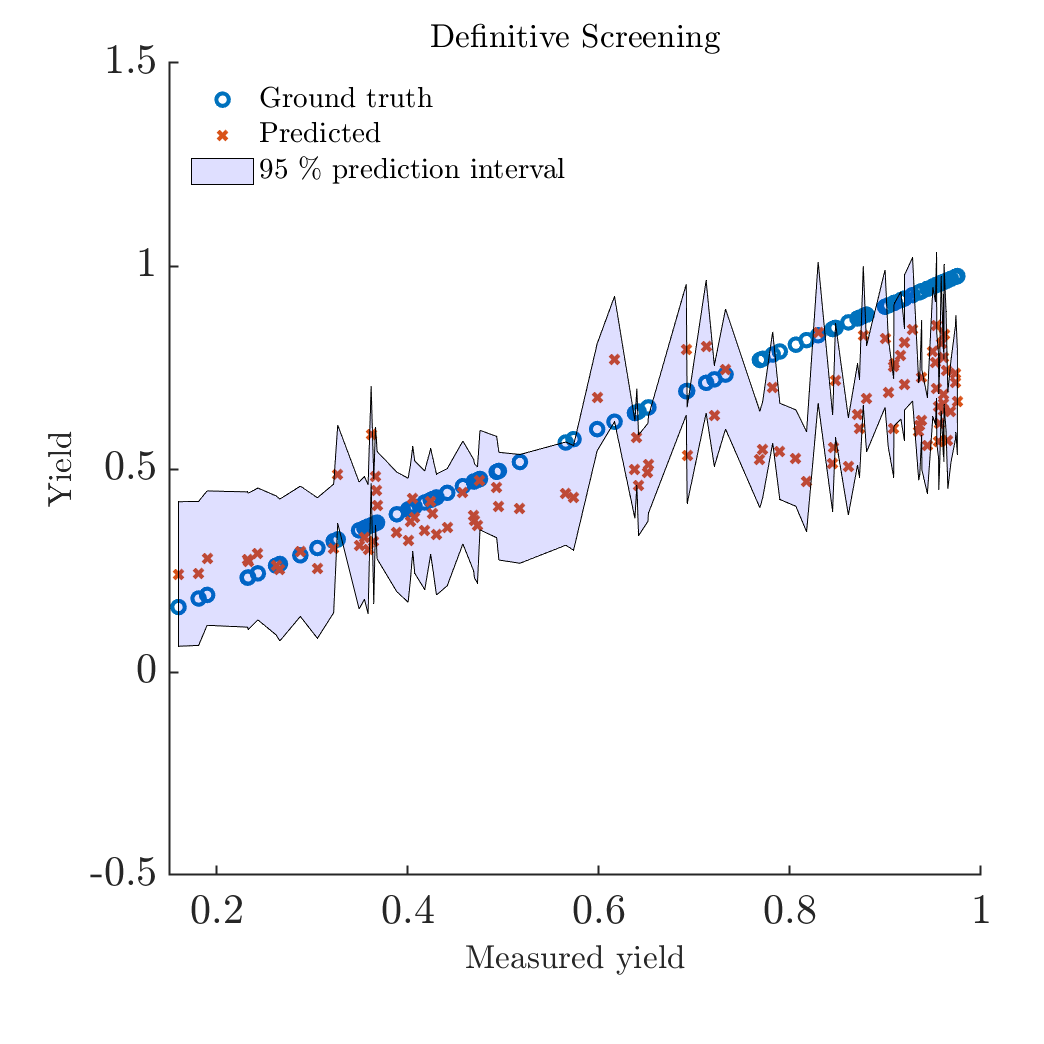 Definitive Screening
1.5
Ground truth
Predicted
95 % prediction interval
1
0.5
0
-0.5
Yield
0.2 0.4 0.6 0.8 1
Measured yield